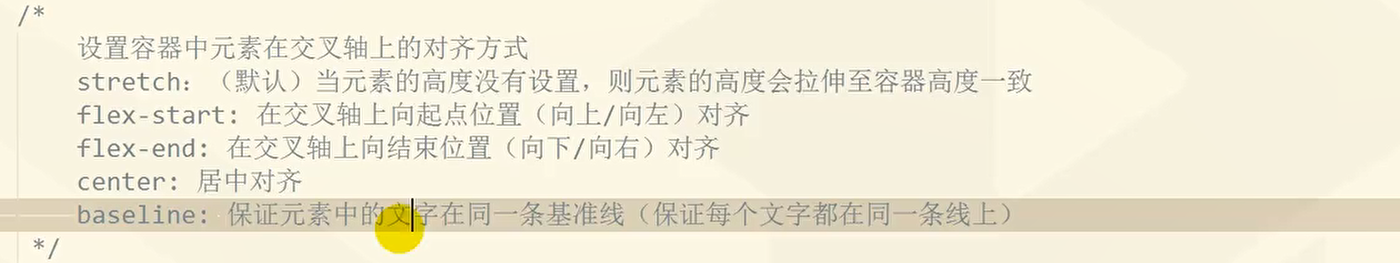 /*
设置容器中元素在交叉轴上的对齐方式
stretch: （默认）当元素的高度没有设置，则元素的高度会拉伸至容器高度一致
flex-start: 在交叉轴上向起点位置（向上/向左）对齐
flex-end: 在交叉轴上向结束位置（向下/向右）对齐
center: 居中对齐
baseline: 保证元素中的文字在同一条基准线（保证每个文字都在同一条线上）
*/